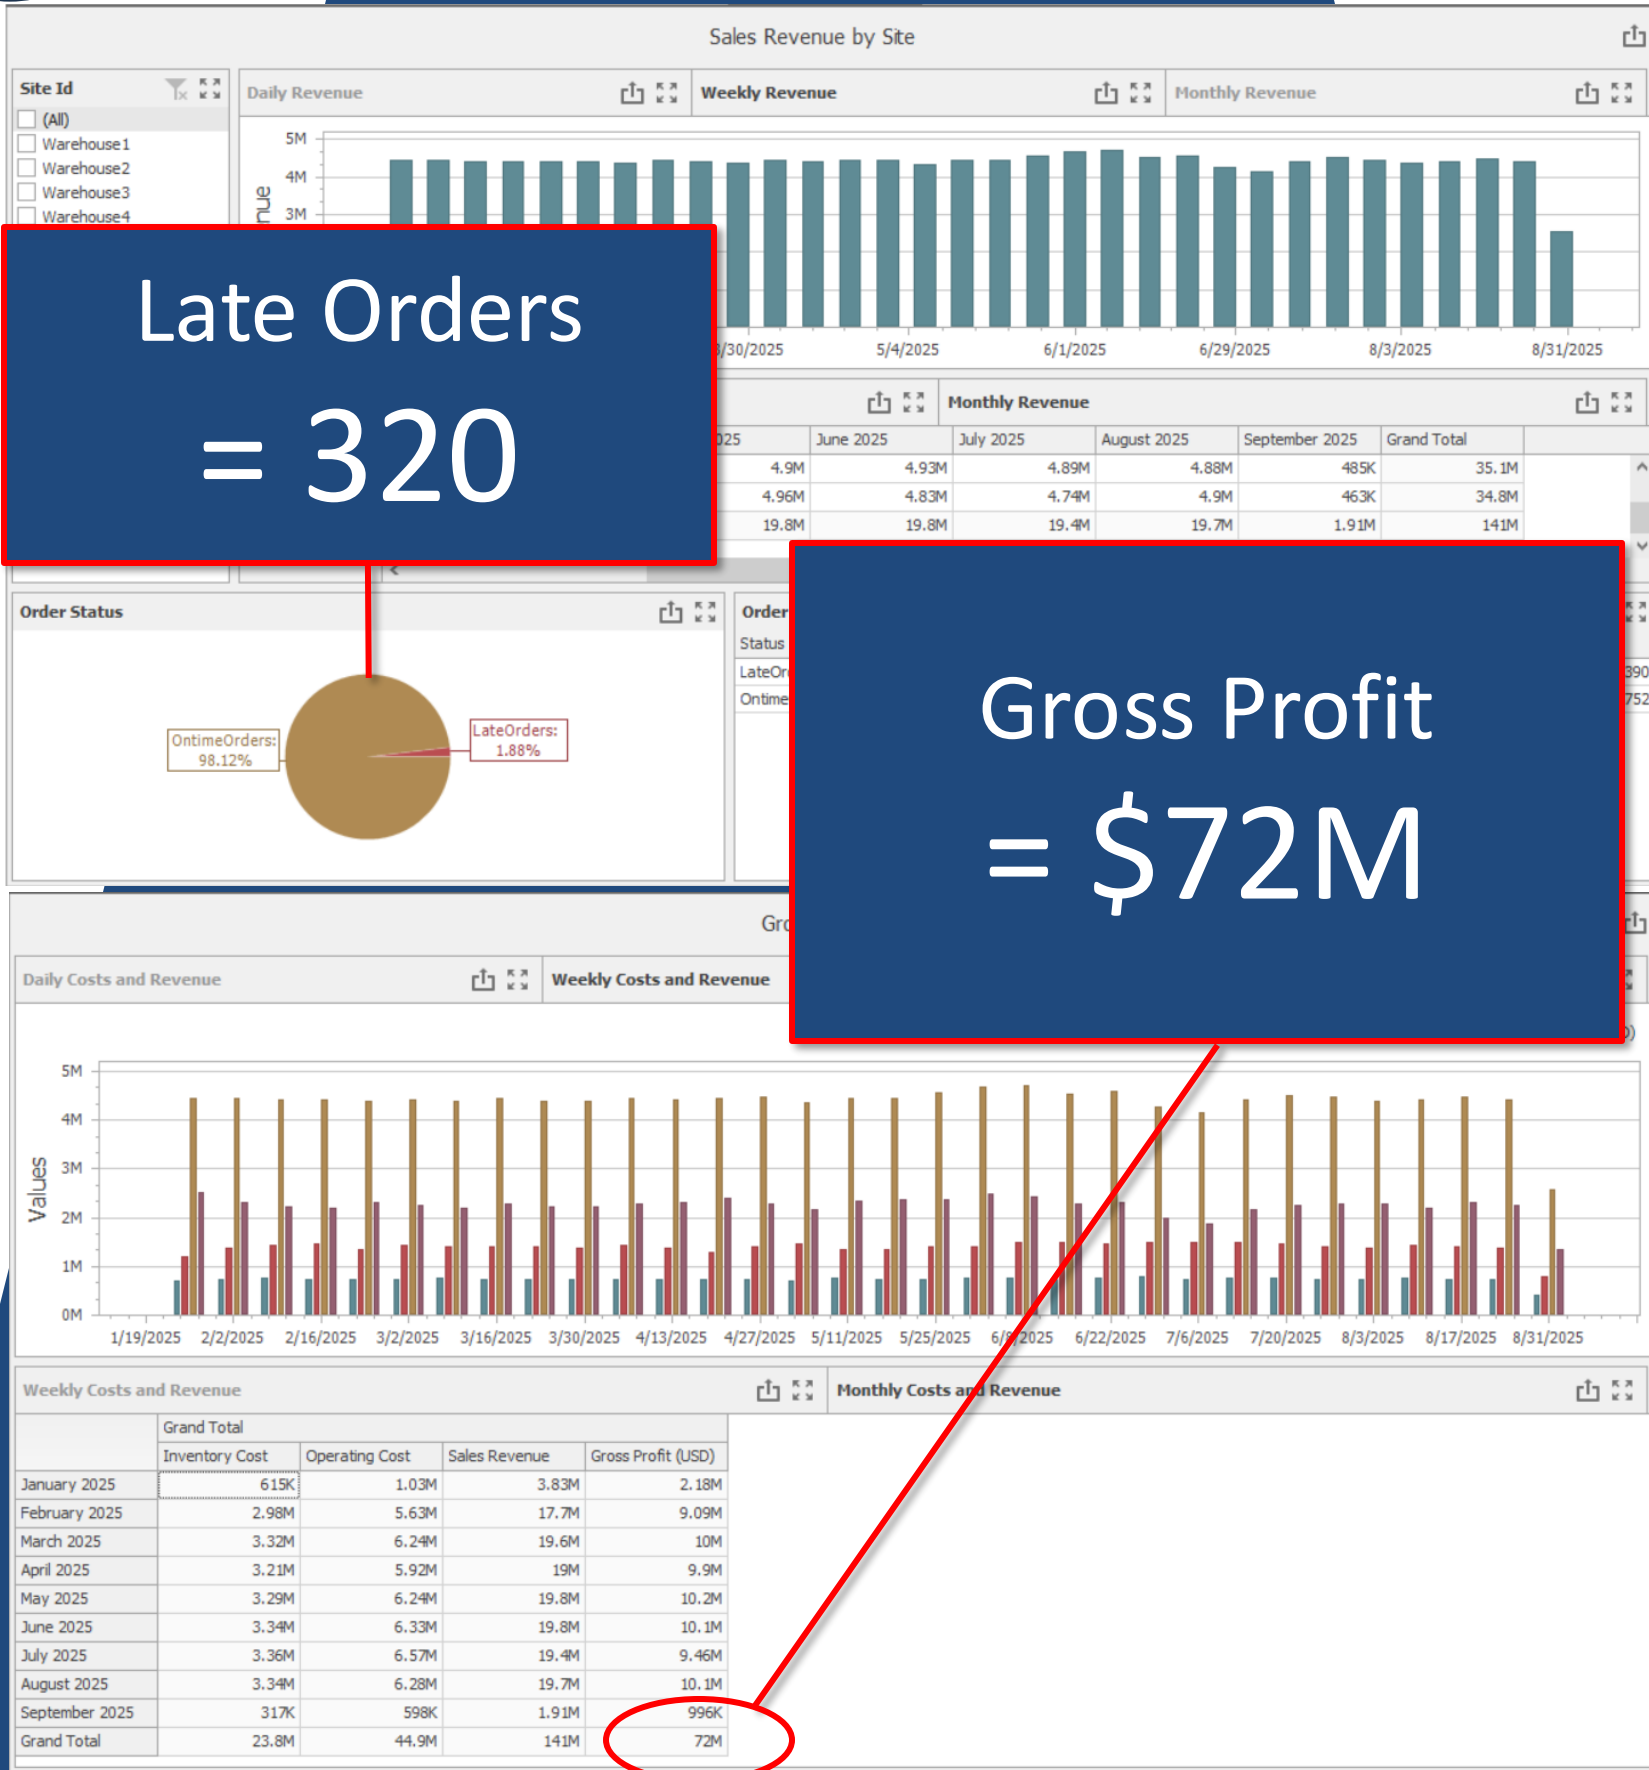 Sales Revenue by Site
Site Id
(All)
Warehouse1
Warehouse2
Warehouse3
Warehouse4
Daily Revenue
Weekly Revenue
Monthly Revenue
5M
4M
3M
5/4/2025
6/1/2025
6/29/2025
8/3/2025
8/31/2025
Late Orders
= 320
Monthly Revenue
June 2025 July 2025 August 2025 September 2025 Grand Total
4.9M 4.93M 4.89M 4.88M 485K 35.1M
4.96M 4.83M 4.74M 4.9M 463K 34.8M
19.8M 19.8M 19.4M 19.7M 1.91M 141M
Order Status
OntimeOrders:
98.12%
LateOrders:
1.88%
Order
Status
LateOr
Ontime
390
752
Gross Profit
= $72M
Gro
Daily Costs and Revenue
Weekly Costs and Revenue
Values
5M
4M
3M
2M
1M
0M
1/19/2025 2/2/2025 2/16/2025 3/2/2025 3/16/2025 3/30/2025 4/13/2025 4/27/2025 5/11/2025 5/25/2025 6/8/2025 6/22/2025 7/6/2025 7/20/2025 8/3/2025 8/17/2025 8/31/2025
Weekly Costs and Revenue
Monthly Costs and Revenue
Grand Total
Inventory Cost Operating Cost Sales Revenue Gross Profit (USD)
January 2025 615K 1.03M 3.83M 2.18M
February 2025 2.98M 5.63M 17.7M 9.09M
March 2025 3.32M 6.24M 19.6M 10M
April 2025 3.21M 5.92M 19M 9.9M
May 2025 3.29M 6.24M 19.8M 10.2M
June 2025 3.34M 6.33M 19.8M 10.1M
July 2025 3.36M 6.57M 19.4M 9.46M
August 2025 3.34M 6.28M 19.7M 10.1M
September 2025 317K 598K 1.91M 996K
Grand Total 23.8M 44.9M 141M 72M